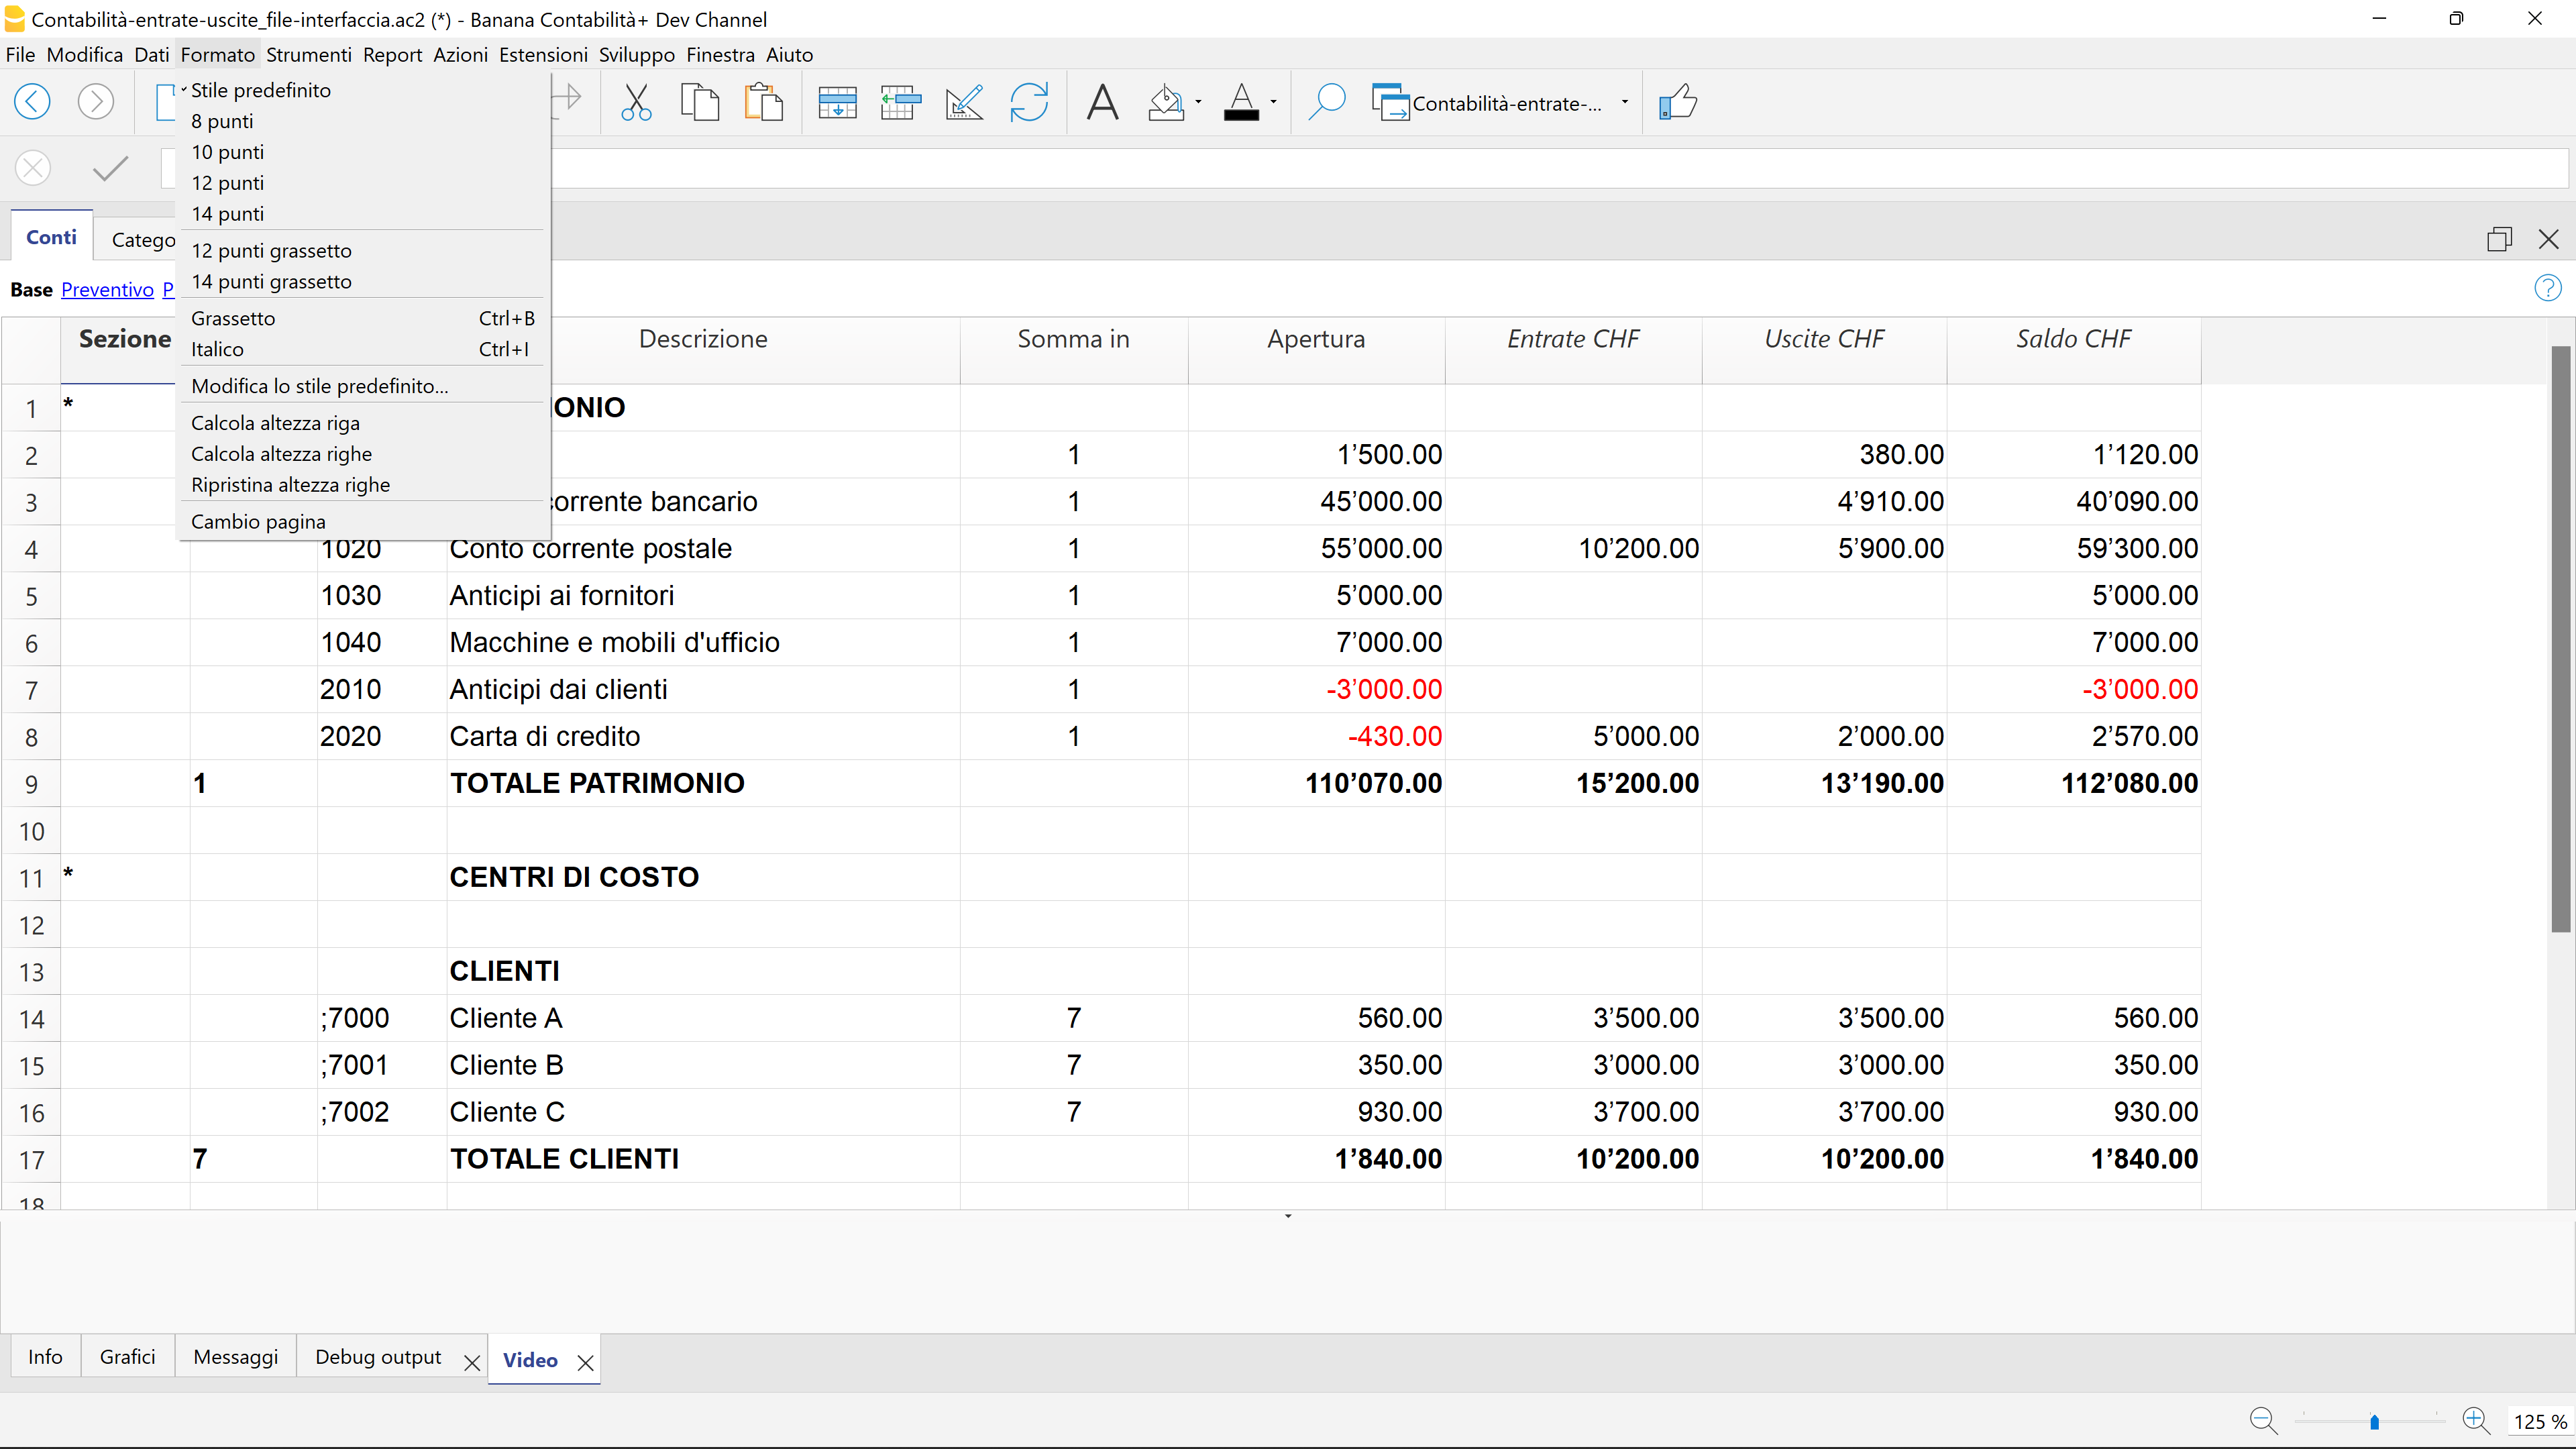 Contabilità-entrate-uscite_file-interfaccia.ac2 (*) - Banana Contabilità+ Dev Channel
File Modifica Dati Formato Strumenti Report Azioni Estensioni Sviluppo Finestra Aiuto
Contabilità-entrate-...
Stile predefinito
8 punti
10 punti
12 punti
14 punti
12 punti grassetto
14 punti grassetto
Grassetto Ctrl+B
Italico Ctrl+I
Modifica lo stile predefinito...
Calcola altezza riga
Calcola altezza righe
Ripristina altezza righe
Cambio pagina
Conti Catego
Base Preventivo P
Sezione Descrizione Somma in Apertura Entrate CHF Uscite CHF Saldo CHF
1 * ONIO
2 1 1’500.00 380.00 1’120.00
3 orrente bancario 1 45’000.00 4’910.00 40’090.00
4 1020 Conto corrente postale 1 55’000.00 10’200.00 5’900.00 59’300.00
5 1030 Anticipi ai fornitori 1 5’000.00 5’000.00
6 1040 Macchine e mobili d'ufficio 1 7’000.00 7’000.00
7 2010 Anticipi dai clienti 1 -3’000.00 -3’000.00
8 2020 Carta di credito 1 -430.00 5’000.00 2’000.00 2’570.00
9 1 TOTALE PATRIMONIO 110’070.00 15’200.00 13’190.00 112’080.00
10
11 * CENTRI DI COSTO
12
13 CLIENTI
14 ;7000 Cliente A 7 560.00 3’500.00 3’500.00 560.00
15 ;7001 Cliente B 7 350.00 3’000.00 3’000.00 350.00
16 ;7002 Cliente C 7 930.00 3’700.00 3’700.00 930.00
17 7 TOTALE CLIENTI 1’840.00 10’200.00 10’200.00 1’840.00
18
Info Grafici Messaggi Debug output Video
125 %